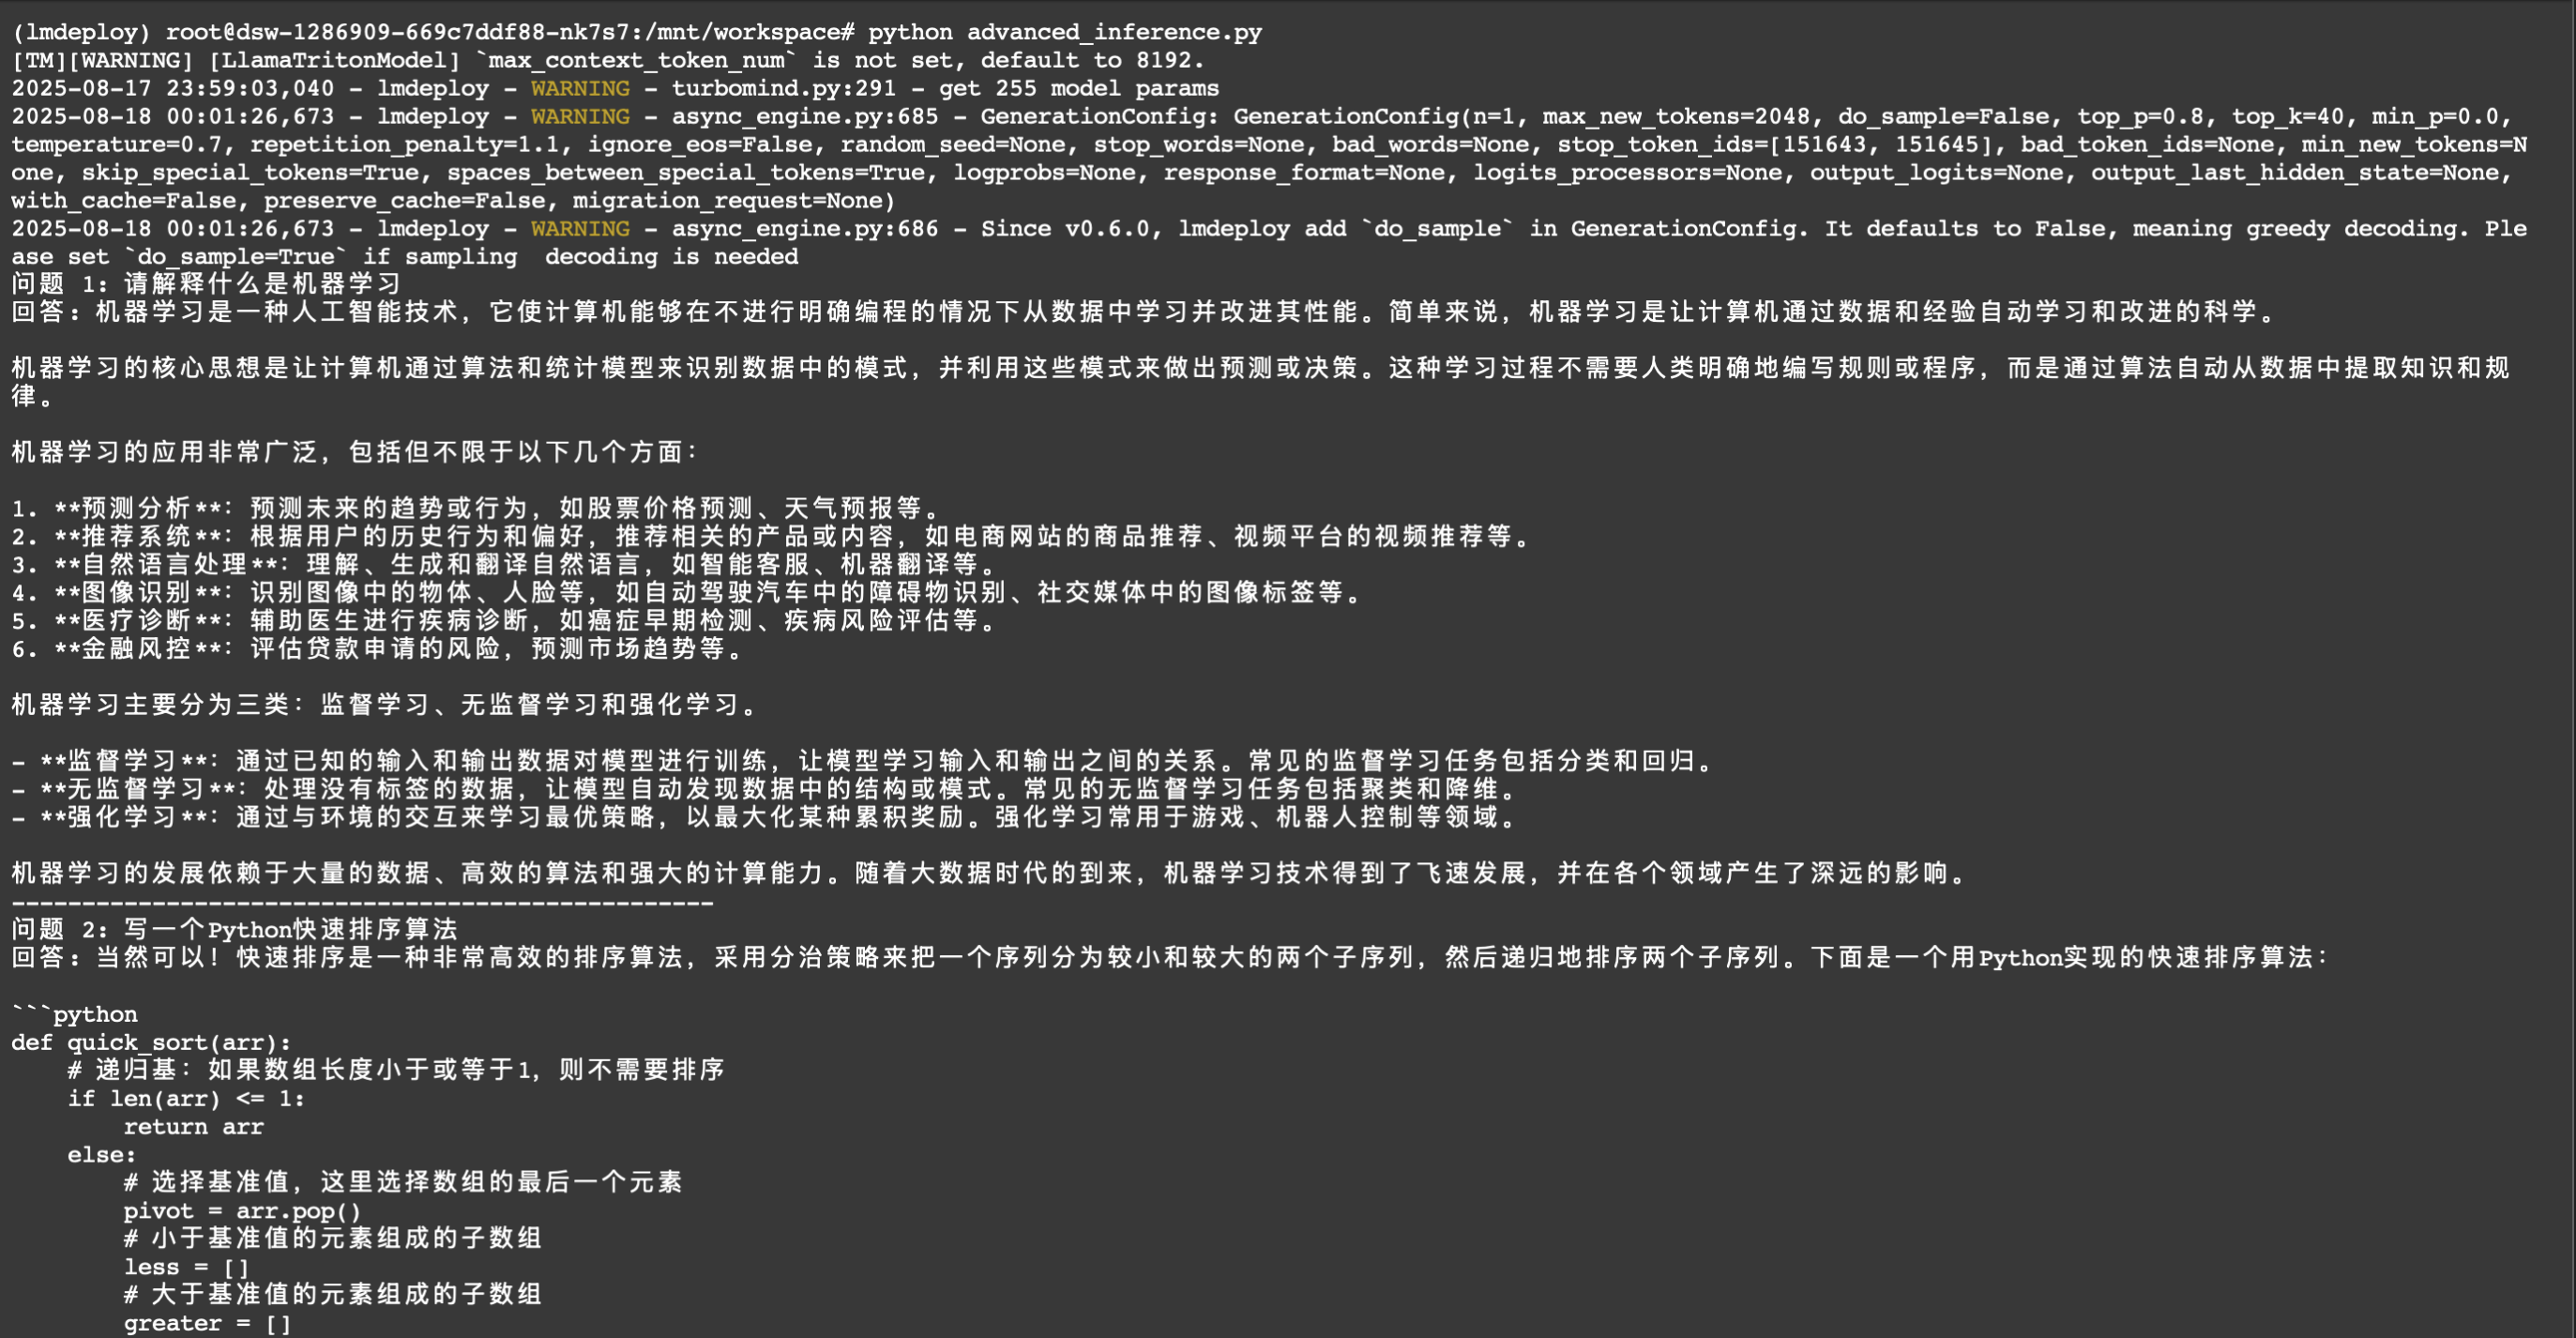 (lmdeploy) root@dsw-1286909-669c7ddf88-nk7s7:/mnt/workspace# python advanced_inference.py
[TM][WARNING] [LlamaTritonModel] `max_context_token_num` is not set, default to 8192.
2025-08-17 23:59:03,040 - lmdeploy - WARNING - turbomind.py:291 - get 255 model params
2025-08-18 00:01:26,673 - lmdeploy - WARNING - async_engine.py:685 - GenerationConfig: GenerationConfig(n=1, max_new_tokens=2048, do_sample=False, top_p=0.8, top_k=40, min_p=0.0,
temperature=0.7, repetition_penalty=1.1, ignore_eos=False, random_seed=None, stop_words=None, bad_words=None, stop_token_ids=[151643, 151645], bad_token_ids=None, min_new_tokens=N
one, skip_special_tokens=True, spaces_between_special_tokens=True, logprobs=None, response_format=None, logits_processors=None, output_logits=None, output_last_hidden_state=None,
with_cache=False, preserve_cache=False, migration_request=None)
2025-08-18 00:01:26,673 - lmdeploy - WARNING - async_engine.py:686 - Since v0.6.0, lmdeploy add `do_sample` in GenerationConfig. It defaults to False, meaning greedy decoding. Ple
ase set `do_sample=True` if sampling  decoding is needed
问题 1：请解释什么是机器学习
回答：机器学习是一种人工智能技术，它使计算机能够在不进行明确编程的情况下从数据中学习并改进其性能。简单来说，机器学习是让计算机通过数据和经验自动学习和改进的科学。
机器学习的核心思想是让计算机通过算法和统计模型来识别数据中的模式，并利用这些模式来做出预测或决策。这种学习过程不需要人类明确地编写规则或程序，而是通过算法自动从数据中提取知识和规
律。
机器学习的应用非常广泛，包括但不限于以下几个方面：
1. **预测分析**：预测未来的趋势或行为，如股票价格预测、天气预报等。
2. **推荐系统**：根据用户的历史行为和偏好，推荐相关的产品或内容，如电商网站的商品推荐、视频平台的视频推荐等。
3. **自然语言处理**：理解、生成和翻译自然语言，如智能客服、机器翻译等。
4. **图像识别**：识别图像中的物体、人脸等，如自动驾驶汽车中的障碍物识别、社交媒体中的图像标签等。
5. **医疗诊断**：辅助医生进行疾病诊断，如癌症早期检测、疾病风险评估等。
6. **金融风控**：评估贷款申请的风险，预测市场趋势等。
机器学习主要分为三类：监督学习、无监督学习和强化学习。
- **监督学习**：通过已知的输入和输出数据对模型进行训练，让模型学习输入和输出之间的关系。常见的监督学习任务包括分类和回归。
- **无监督学习**：处理没有标签的数据，让模型自动发现数据中的结构或模式。常见的无监督学习任务包括聚类和降维。
- **强化学习**：通过与环境的交互来学习最优策略，以最大化某种累积奖励。强化学习常用于游戏、机器人控制等领域。
机器学习的发展依赖于大量的数据、高效的算法和强大的计算能力。随着大数据时代的到来，机器学习技术得到了飞速发展，并在各个领域产生了深远的影响。
--------------------------------------------------
问题 2：写一个Python快速排序算法
回答：当然可以！快速排序是一种非常高效的排序算法，采用分治策略来把一个序列分为较小和较大的两个子序列，然后递归地排序两个子序列。下面是一个用Python实现的快速排序算法：
```python
def quick_sort(arr):
    # 递归基：如果数组长度小于或等于1，则不需要排序
    if len(arr) <= 1:
        return arr
    else:
        # 选择基准值，这里选择数组的最后一个元素
        pivot = arr.pop()
        # 小于基准值的元素组成的子数组
        less = []
        # 大于基准值的元素组成的子数组
        greater = []